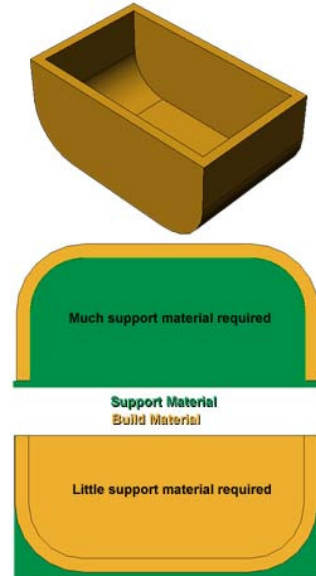 Much support material required
Support Material
Build Material
Little support material required